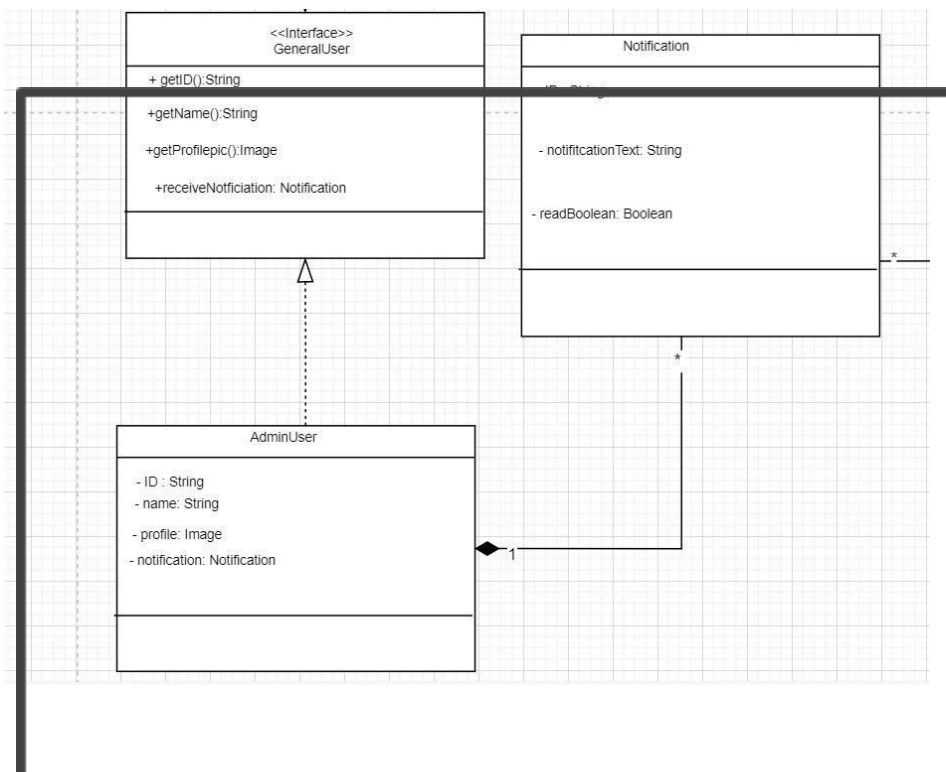 <<Interface>>
GeneralUser
+ getID():String
+getName():String
+getProfilepic():Image
+receiveNotficiation: Notification
Notification
- notifitcationText: String
- readBoolean: Boolean
*
*
AdminUser
- ID : String
- name: String
- profile: Image
- notification: Notification
1